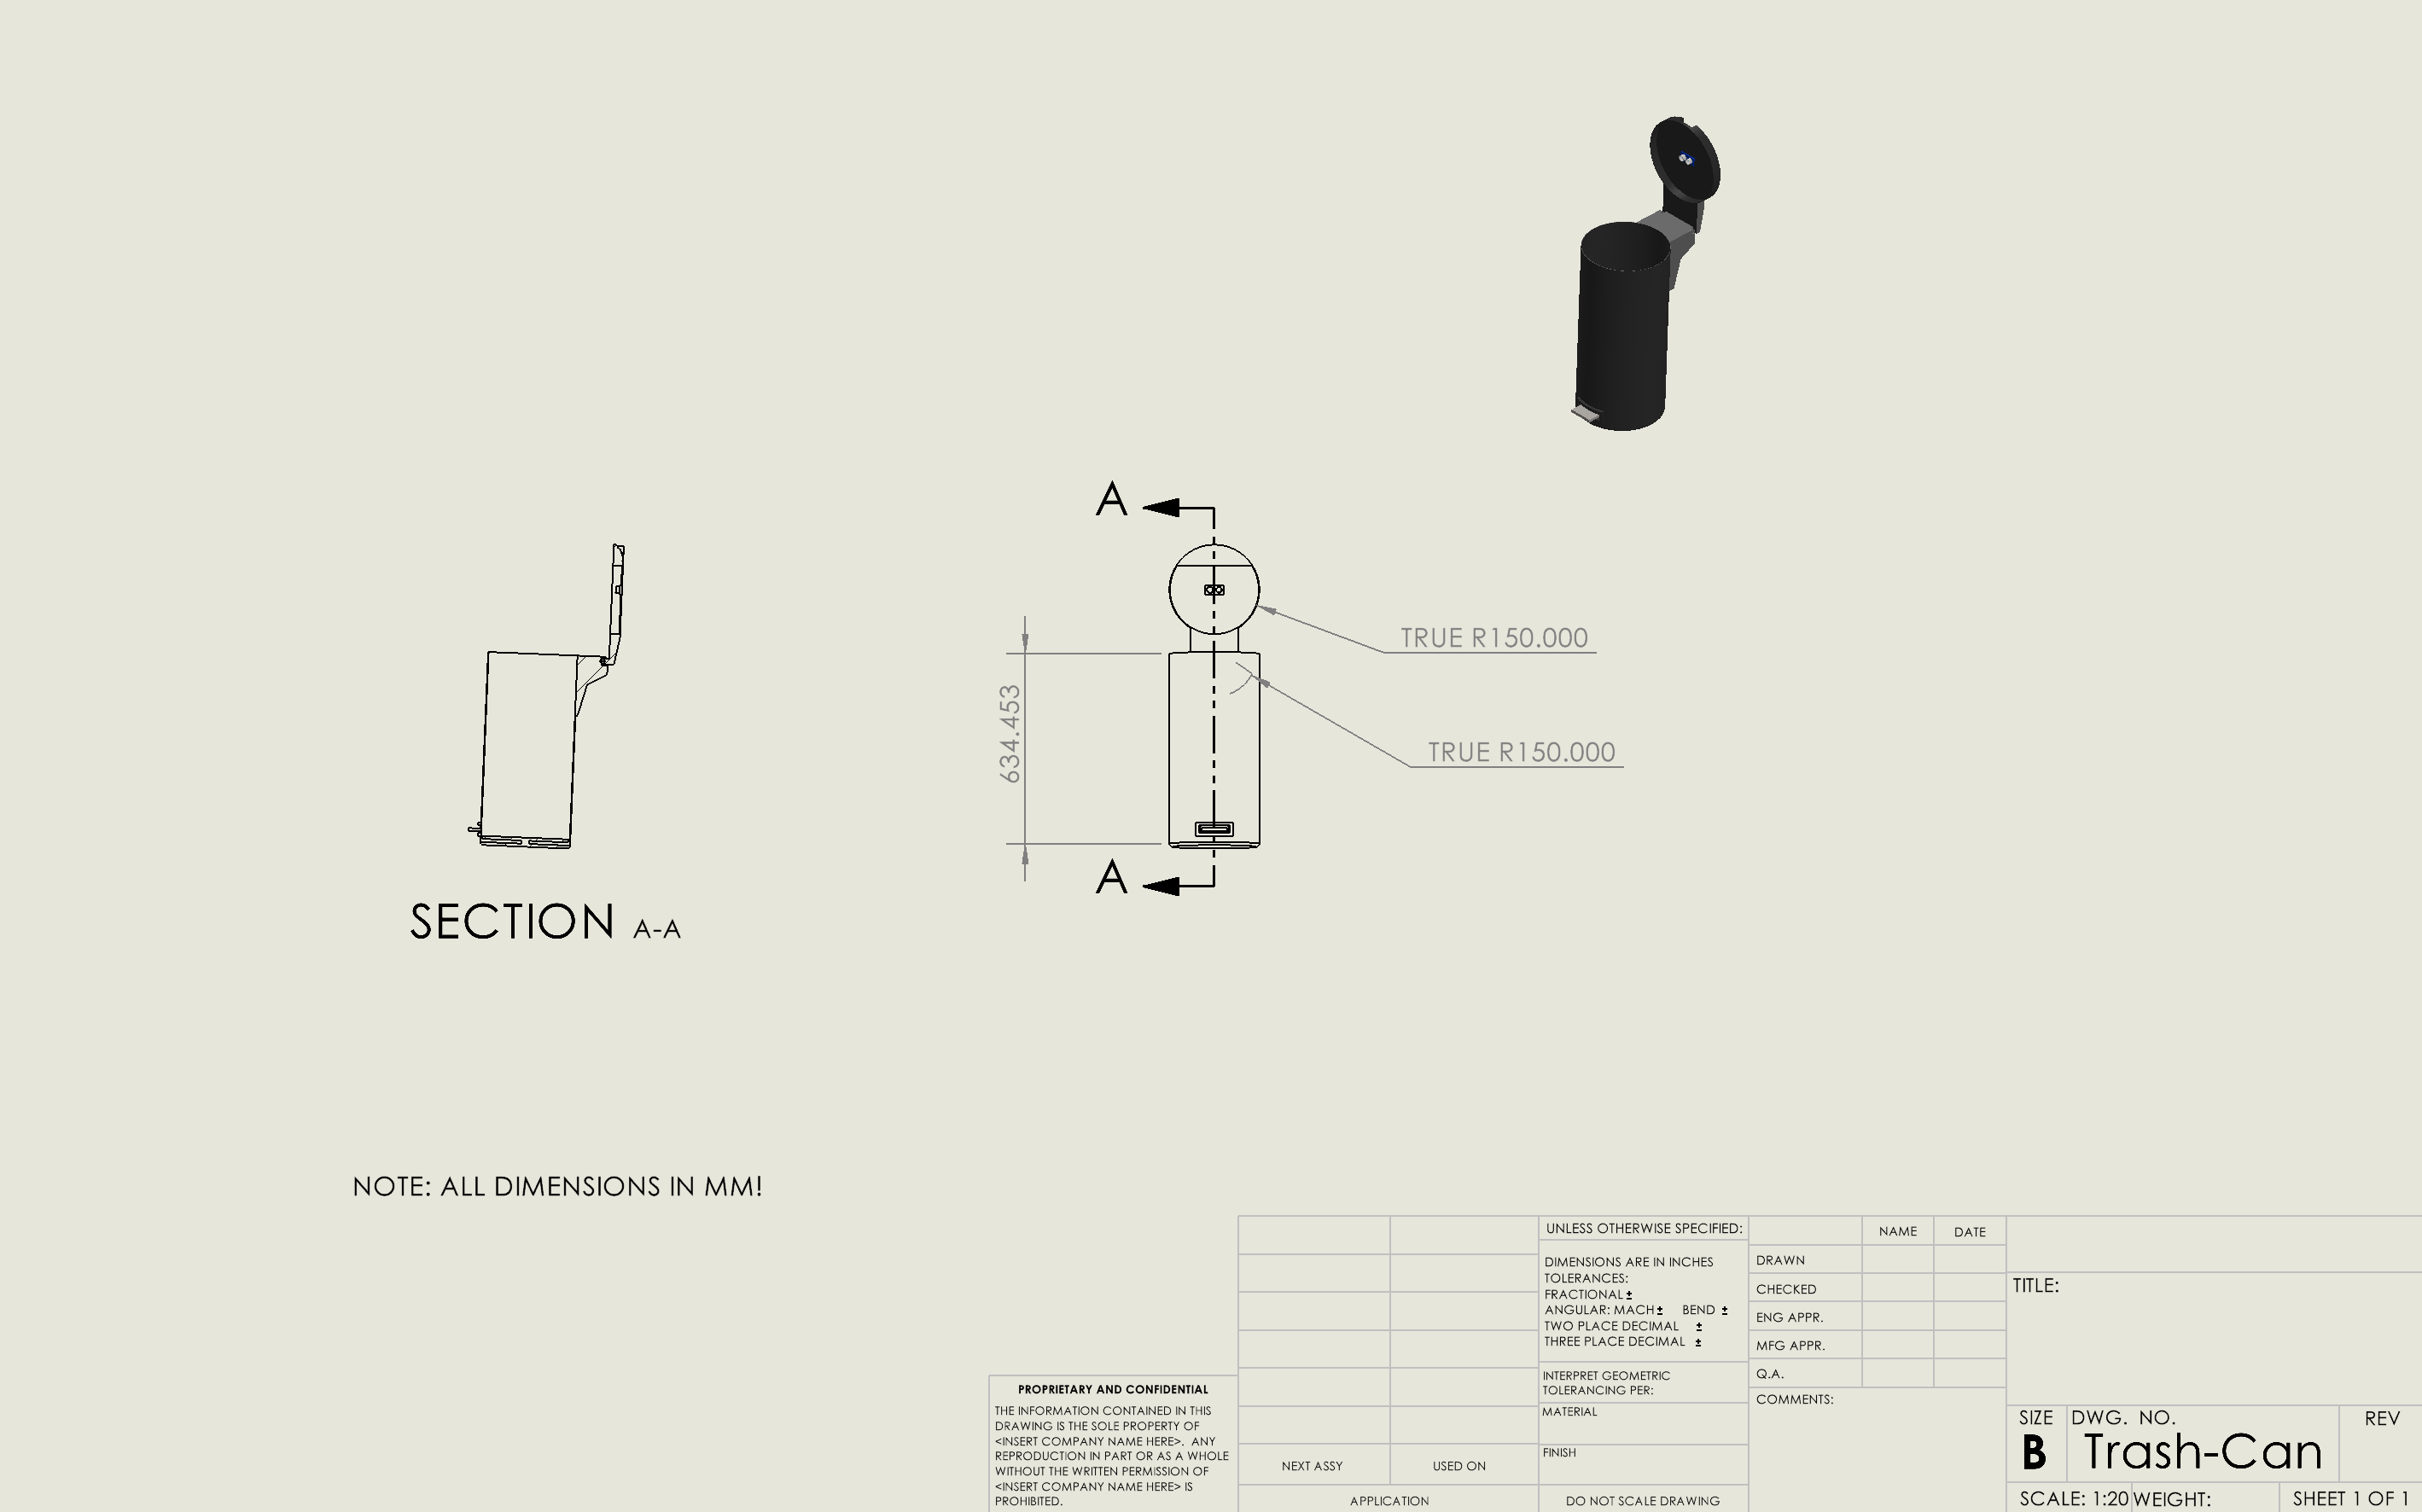 A
TRUE R150.000
634.453
TRUE R150.000
A
SECTION A-A
NOTE: ALL DIMENSIONS IN MM!
UNLESS OTHERWISE SPECIFIED:
DIMENSIONS ARE IN INCHES
TOLERANCES:
FRACTIONAL ±
ANGULAR: MACH ± BEND ±
TWO PLACE DECIMAL ±
THREE PLACE DECIMAL ±
INTERPRET GEOMETRIC
TOLERANCING PER:
MATERIAL
FINISH
DO NOT SCALE DRAWING
NAME DATE
DRAWN
CHECKED
ENG APPR.
MFG APPR.
Q.A.
COMMENTS:
PROPRIETARY AND CONFIDENTIAL
THE INFORMATION CONTAINED IN THIS
DRAWING IS THE SOLE PROPERTY OF
<INSERT COMPANY NAME HERE>. ANY
REPRODUCTION IN PART OR AS A WHOLE
WITHOUT THE WRITTEN PERMISSION OF
<INSERT COMPANY NAME HERE> IS
PROHIBITED.
NEXT ASSY USED ON
APPLICATION
TITLE:
SIZE DWG. NO. REV
B Trash-Can
SCALE: 1:20 WEIGHT: SHEET 1 OF 1